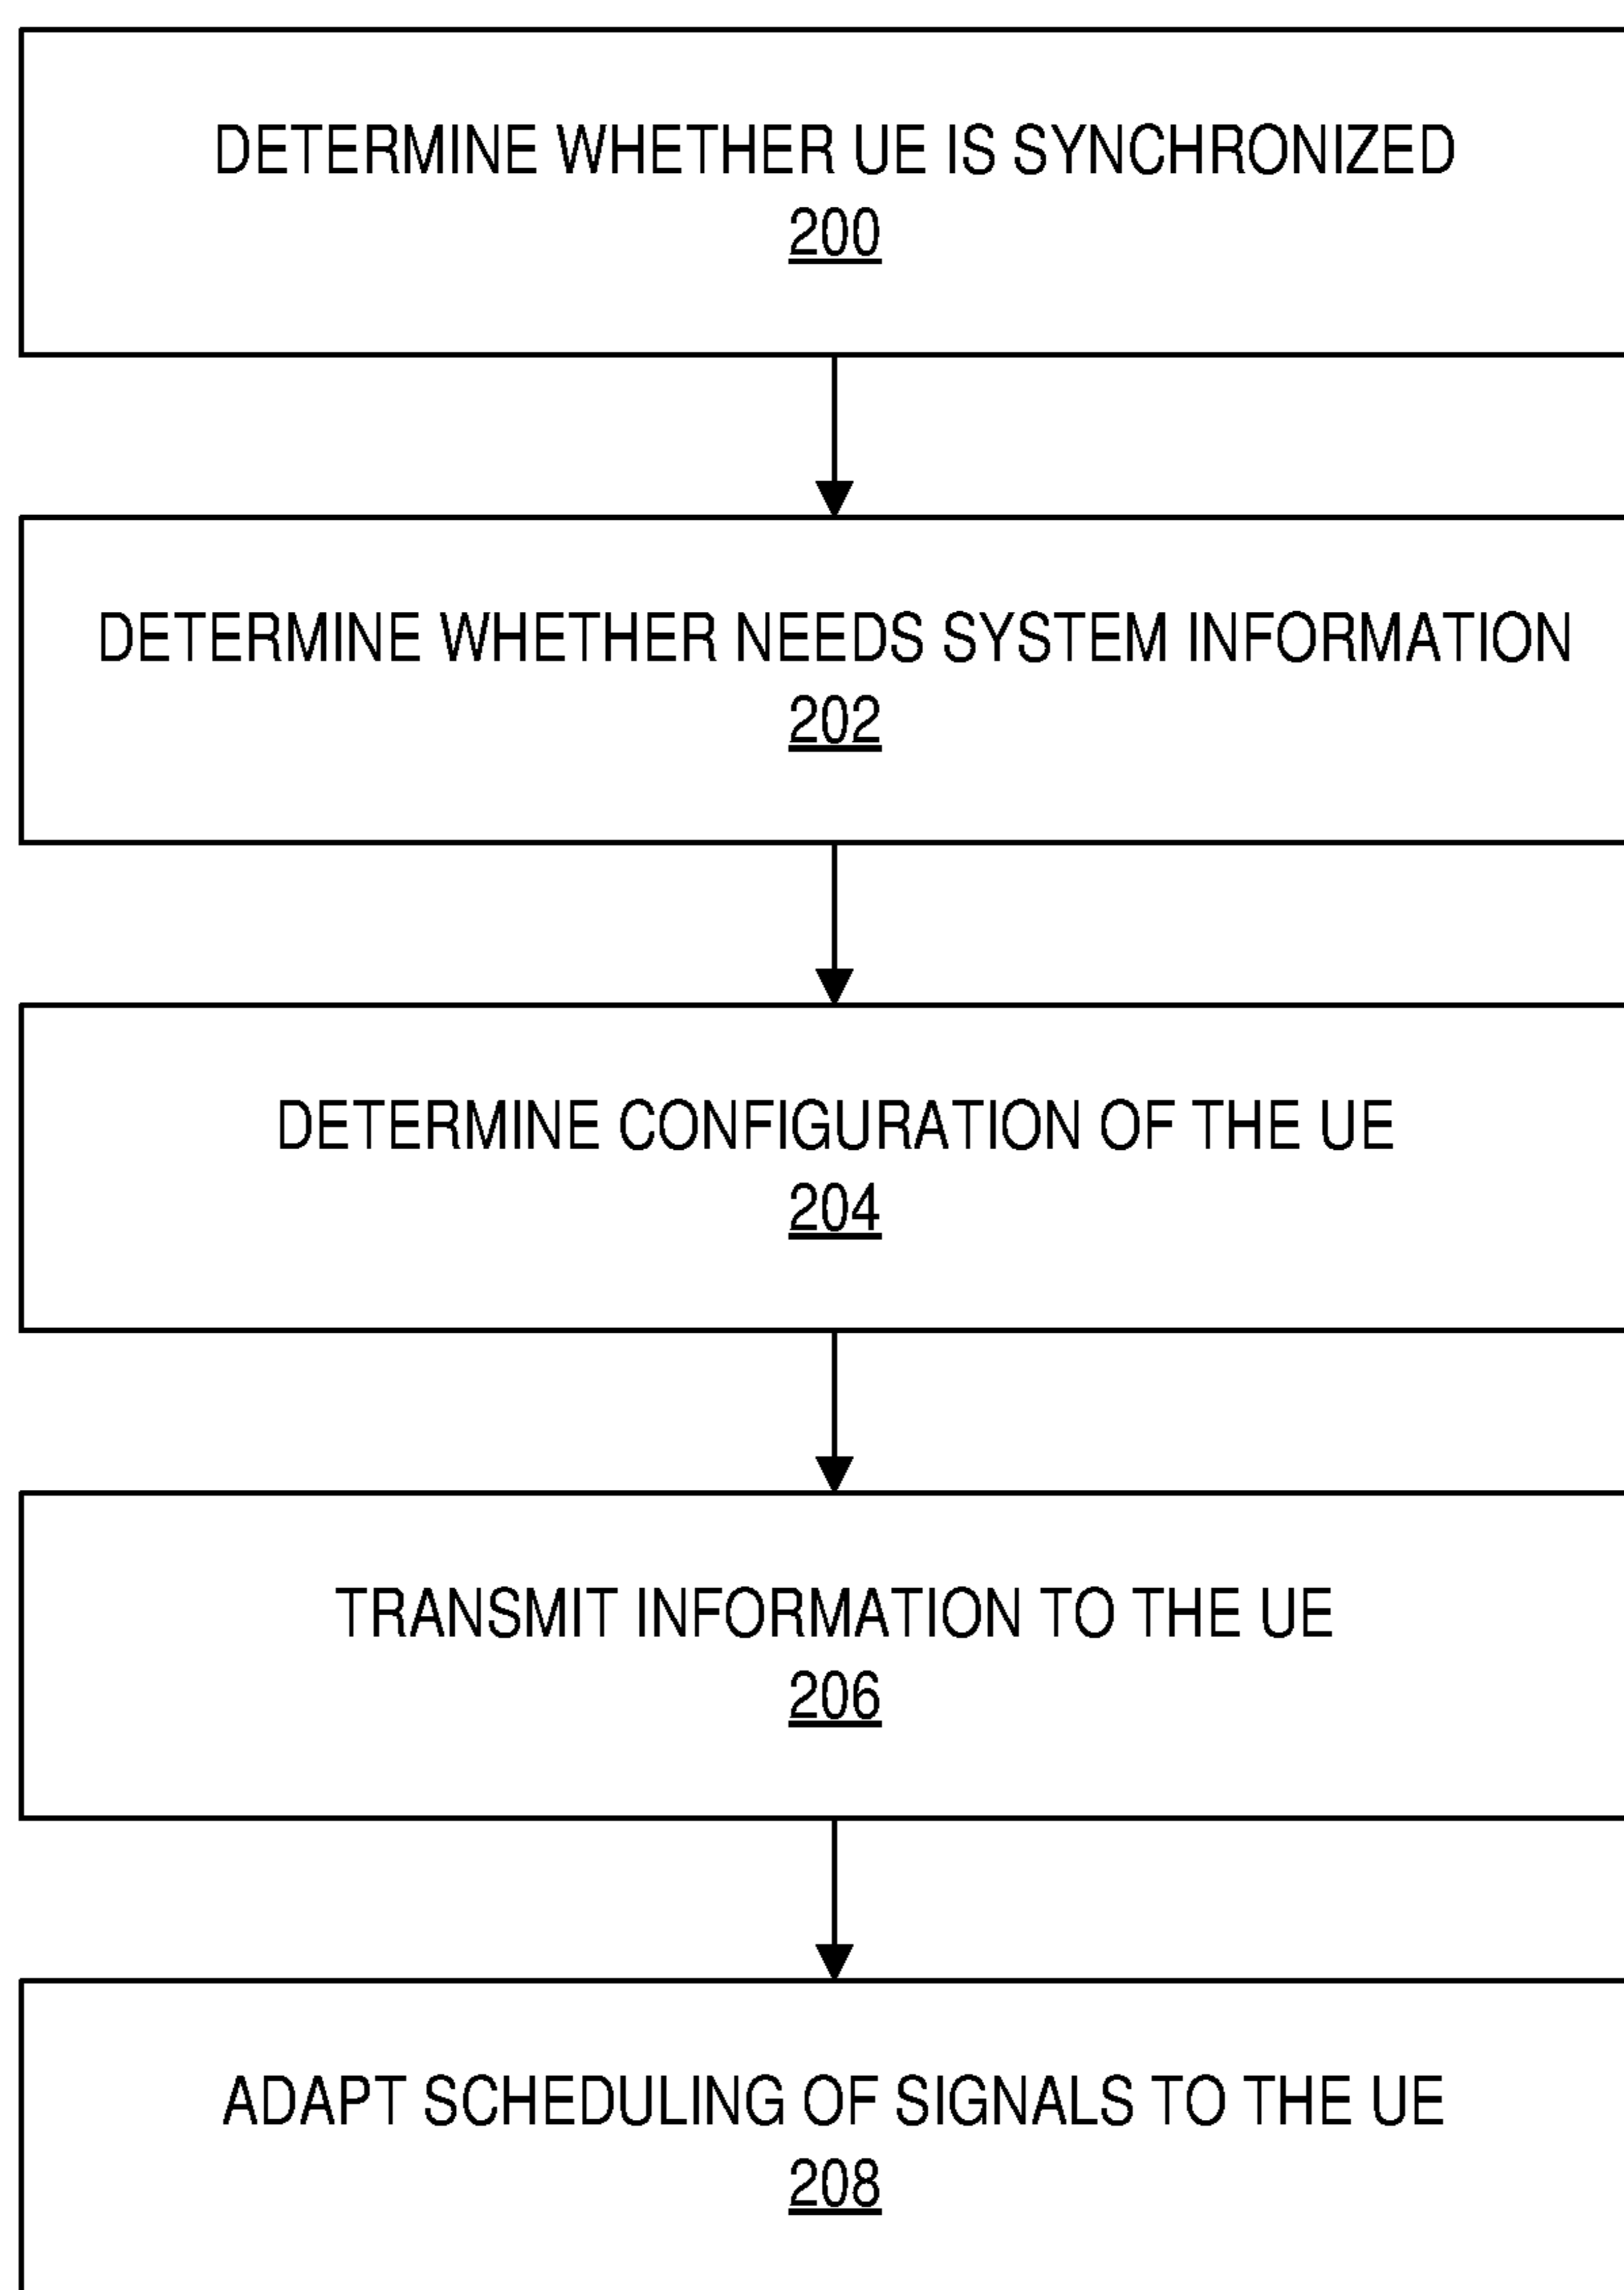 DETERMINE WHETHER UE IS SYNCHRONIZED
200
DETERMINE WHETHER NEEDS SYSTEM INFORMATION
202
DETERMINE CONFIGURATION OF THE UE
204
TRANSMIT INFORMATION TO THE UE
206
ADAPT SCHEDULING OF SIGNALS TO THE UE
208